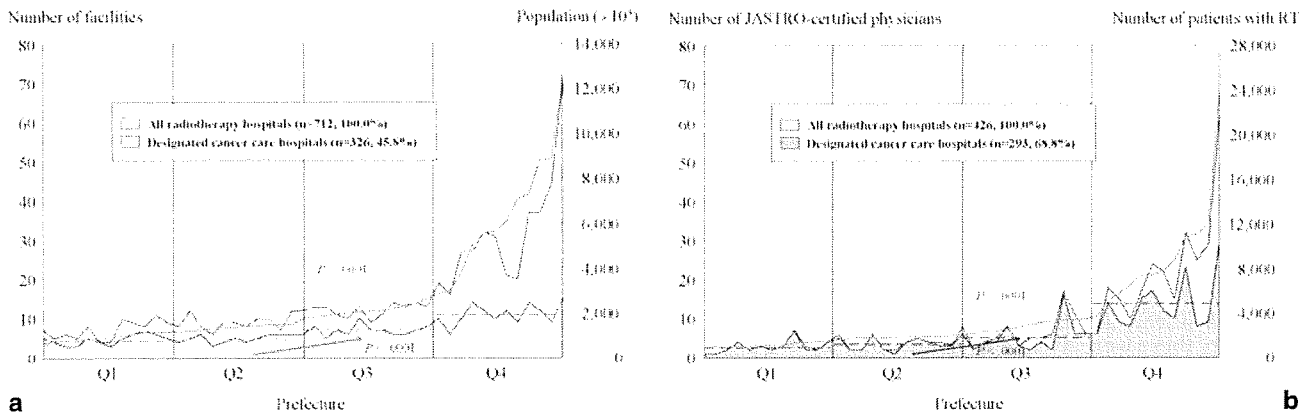 Number of facilities
Population (×10³)
80
70
60
50
40
30
20
10
0
14,000
12,000
10,000
8,000
6,000
4,000
2,000
0
All radiotherapy hospitals (n=712, 100.0%)
Designated cancer care hospitals (n=326, 45.8%)
Q1
Q2
Q3
Q4
Prefecture
a
Number of JASTRO-certified physicians
Number of patients with RT
80
70
60
50
40
30
20
10
0
28,000
24,000
20,000
16,000
12,000
8,000
4,000
0
All radiotherapy hospitals (n=426, 100.0%)
Designated cancer care hospitals (n=293, 68.8%)
Q1
Q2
Q3
Q4
Prefecture
b